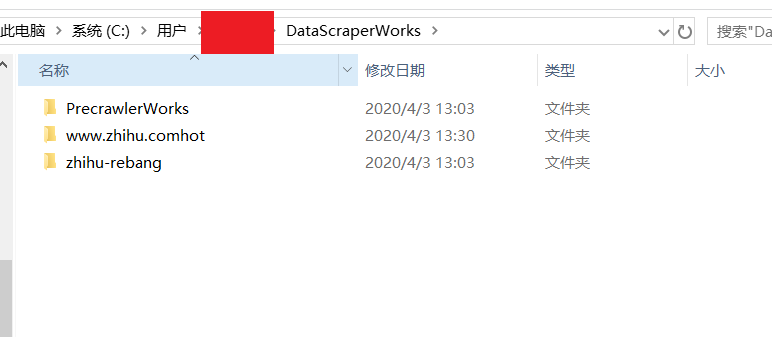 此电脑 > 系统 (C:) > 用户 > > DataScraperWorks > 搜索"Da
名称 修改日期 类型 大小
PrecrawlerWorks 2020/4/3 13:03 文件夹
www.zhihu.comhot 2020/4/3 13:30 文件夹
zhihu-rebang 2020/4/3 13:03 文件夹